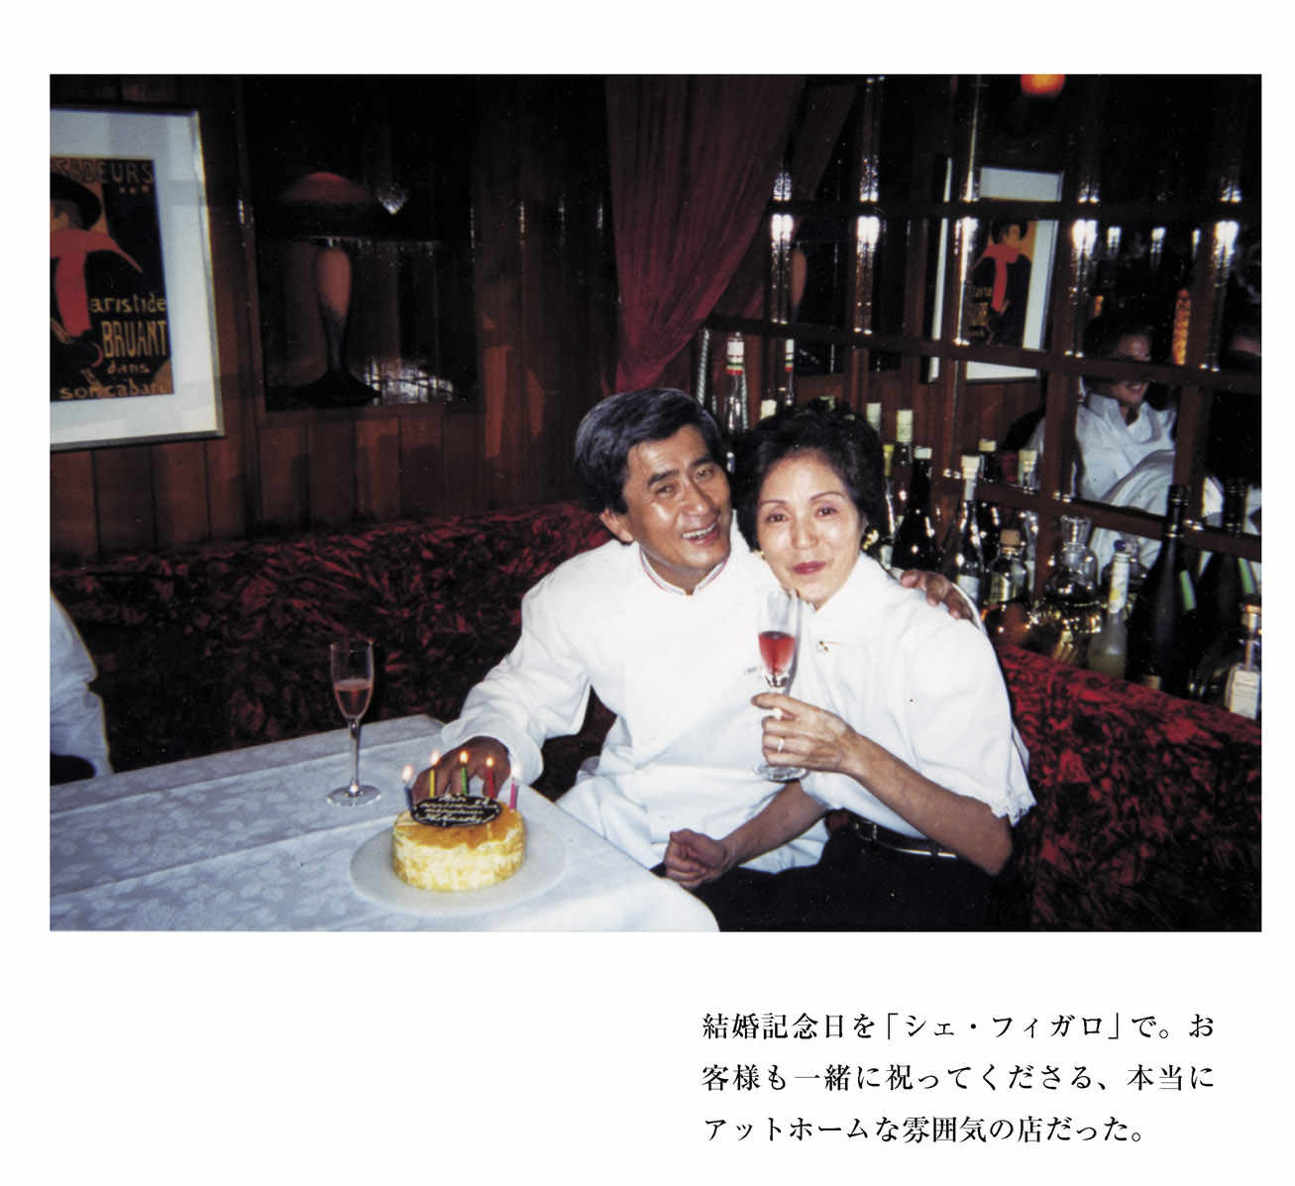 SADEURS
aristide
BRUANT
dans
son cabaret
結婚記念日を「シェ・フィガロ」で。お
客様も一緒に祝ってくださる、本当に
アットホームな雰囲気の店だった。